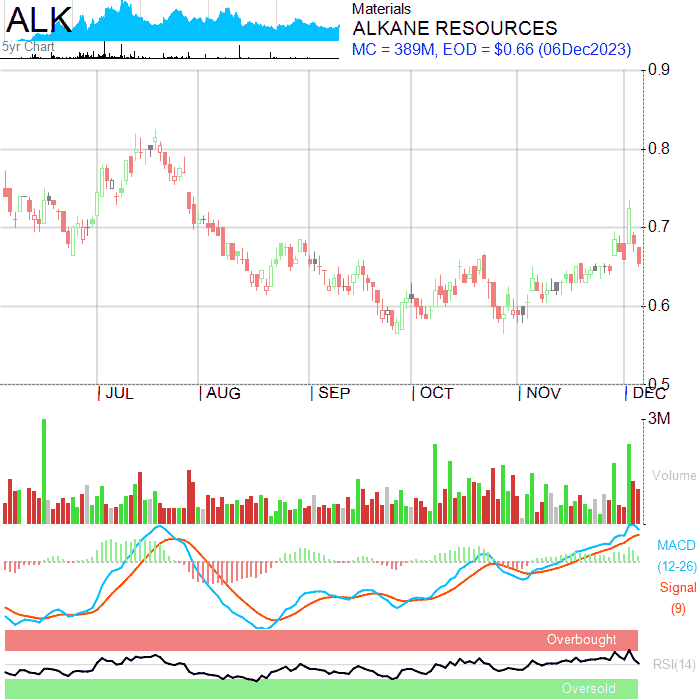 ALK
5yr Chart
Materials
ALKANE RESOURCES
MC = 389M, EOD = $0.66 (06Dec2023)
0.9
0.8
0.7
0.6
0.5
JUL
AUG
SEP
OCT
NOV
DEC
3M
Volume
MACD
(12-26)
Signal
(9)
Overbought
RSI(14)
Oversold